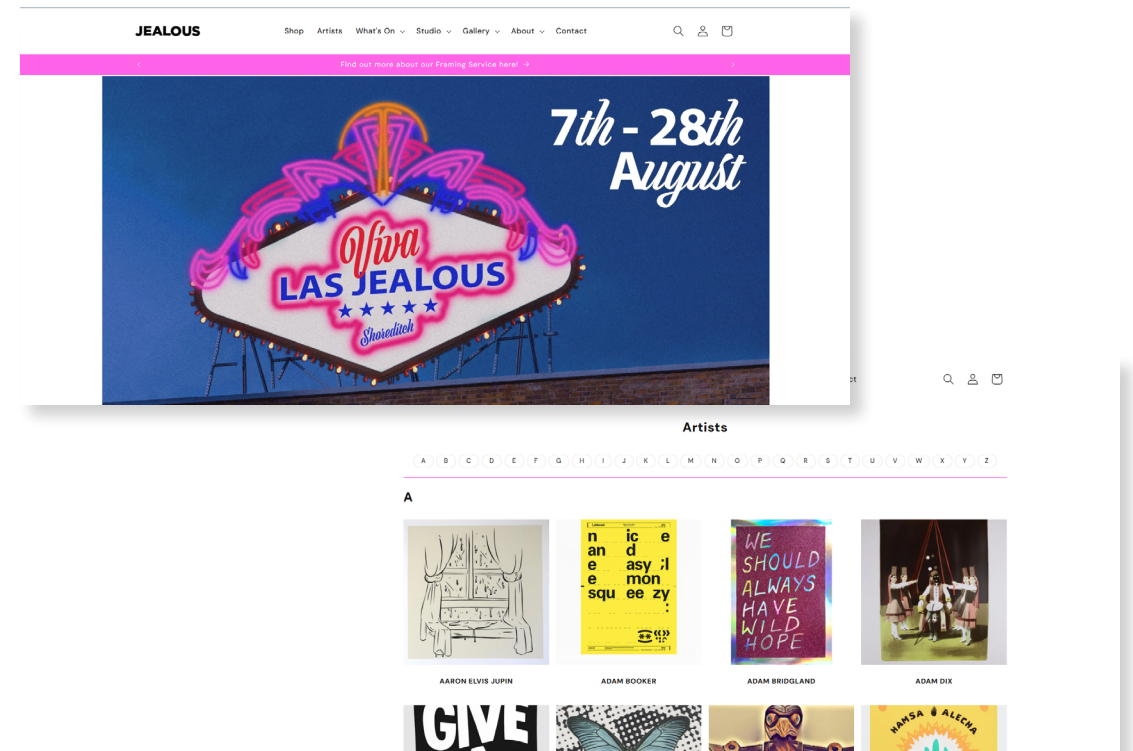 JEALOUS
Shop Artists What's On Studio Gallery About Contact
Find out more about our Framing Service here! →
7th - 28th
August
Viva
LAS JEALOUS
Shoreditch
ct
Artists
A B C D E F G H I J K L M N O P Q R S T U V W X Y Z
A
n ic e
an d
e asy ;l
e mon
squ ee zy
:
WE
SHOULD
ALWAYS
HAVE
WILD
HOPE
AARON ELVIS JUPIN
ADAM BOOKER
ADAM BRIDGLAND
ADAM DIX
GIVE
HAMSA ALECHA